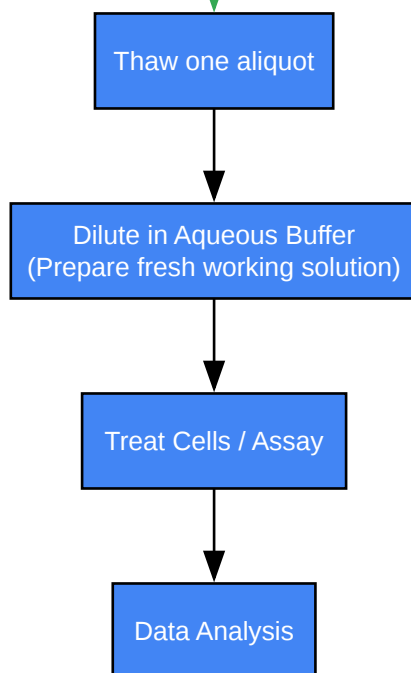 Thaw one aliquot
Dilute in Aqueous Buffer
(Prepare fresh working solution)
Treat Cells / Assay
Data Analysis